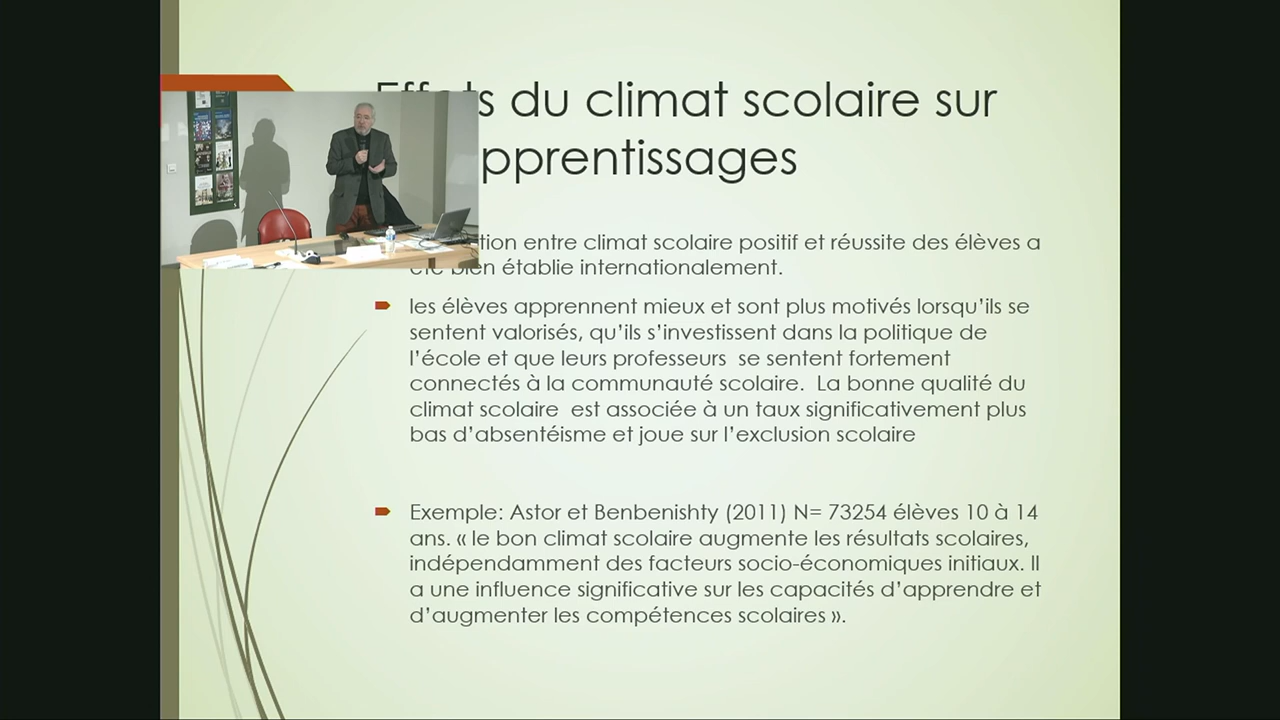 Effets du climat scolaire sur
pprentissages
tion entre climat scolaire positif et réussite des élèves a
été bien établie internationalement.
les élèves apprennent mieux et sont plus motivés lorsqu'ils se
sentent valorisés, qu'ils s'investissent dans la politique de
l'école et que leurs professeurs se sentent fortement
connectés à la communauté scolaire. La bonne qualité du
climat scolaire est associée à un taux significativement plus
bas d'absentéisme et joue sur l'exclusion scolaire
Exemple: Astor et Benbenishty (2011) N= 73254 élèves 10 à 14
ans. « le bon climat scolaire augmente les résultats scolaires,
indépendamment des facteurs socio-économiques initiaux. Il
a une influence significative sur les capacités d'apprendre et
d'augmenter les compétences scolaires ».